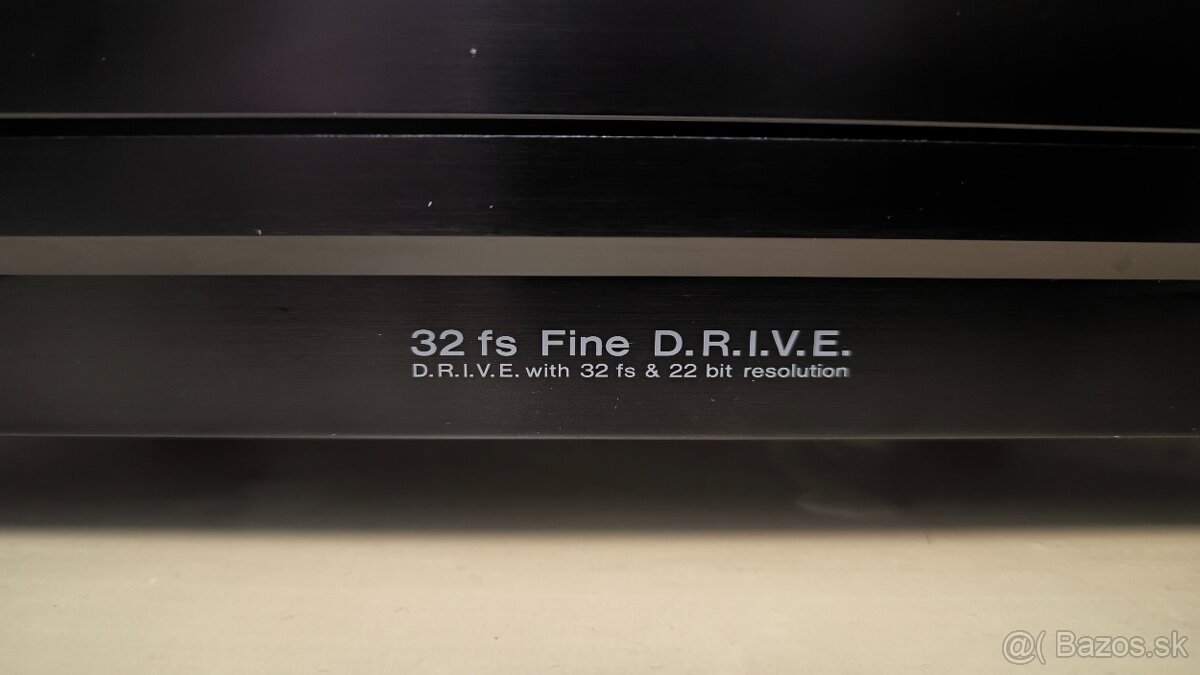 32 fs Fine D.R.I.V.E.
D.R.I.V.E. with 32 fs & 22 bit resolution
@( Bazos.sk